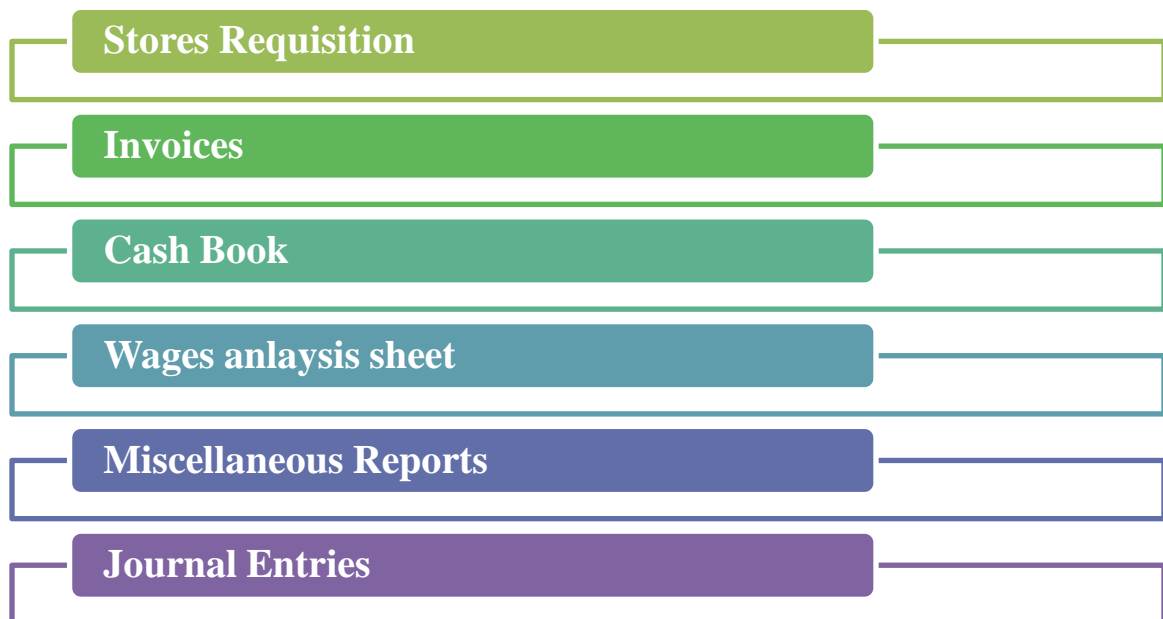 Stores Requisition
Invoices
Cash Book
Wages anlaysis sheet
Miscellaneous Reports
Journal Entries